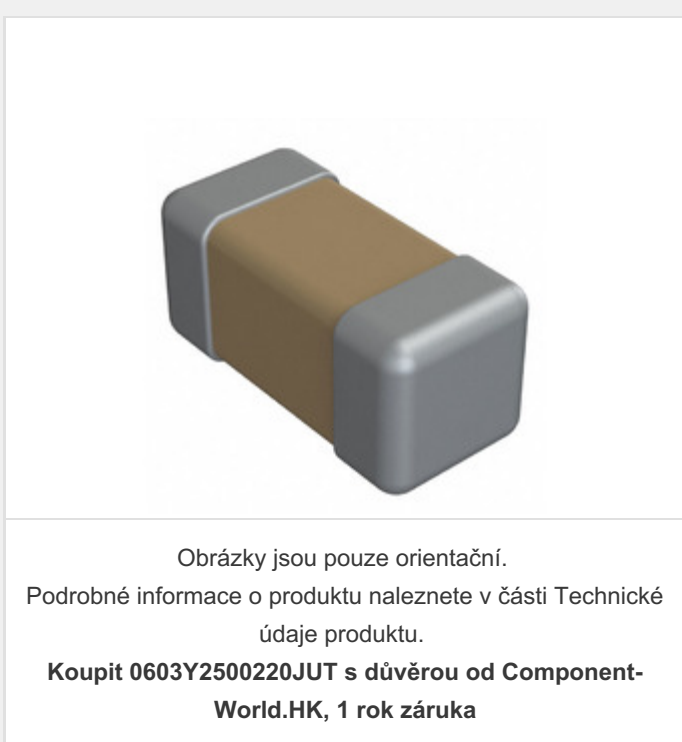 Obrázky jsou pouze orientační.
Podrobné informace o produktu naleznete v části Technické
údaje produktu.
Koupit 0603Y2500220JUT s důvěrou od Component-
World.HK, 1 rok záruka